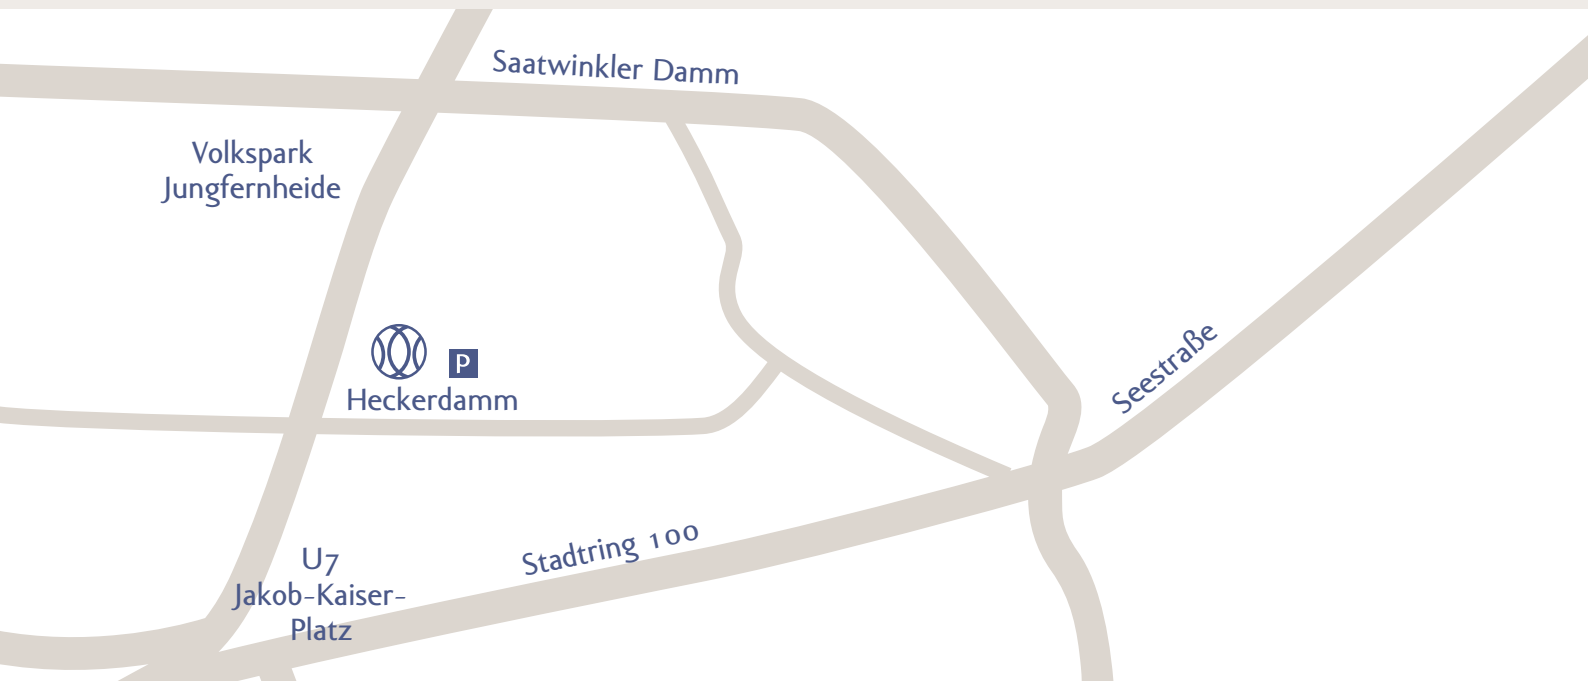 Saatwinkler Damm
Volkspark
Jungfernheide
Seestraße
P
Heckerdamm
Stadtring 100
U7
Jakob-Kaiser-
Platz